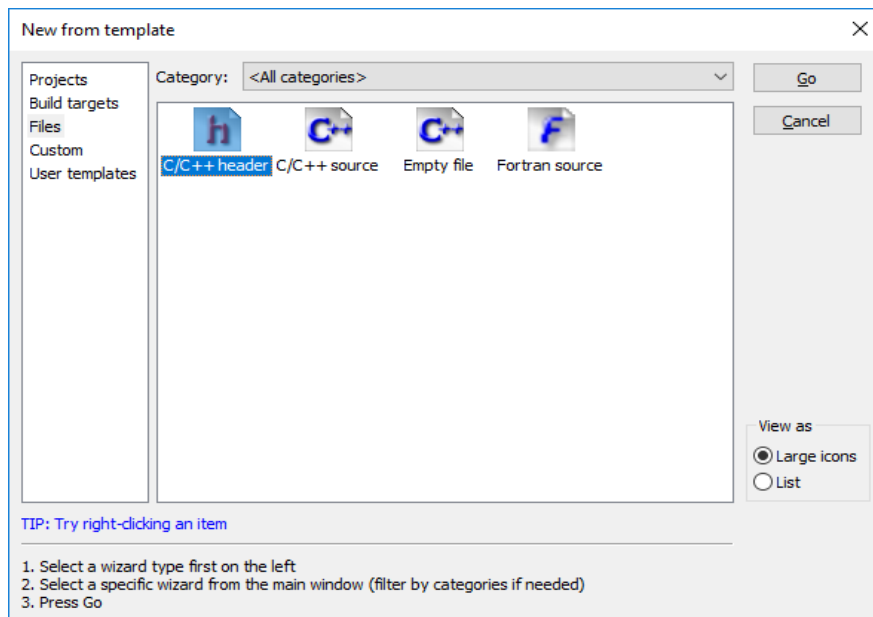 New from template
Projects
Build targets
Files
Custom
User templates
Category: <All categories>
Go
Cancel
h C++ C++ F
C/C++ header C/C++ source Empty file Fortran source
View as
Large icons
List
TIP: Try right-clicking an item
1. Select a wizard type first on the left
2. Select a specific wizard from the main window (filter by categories if needed)
3. Press Go